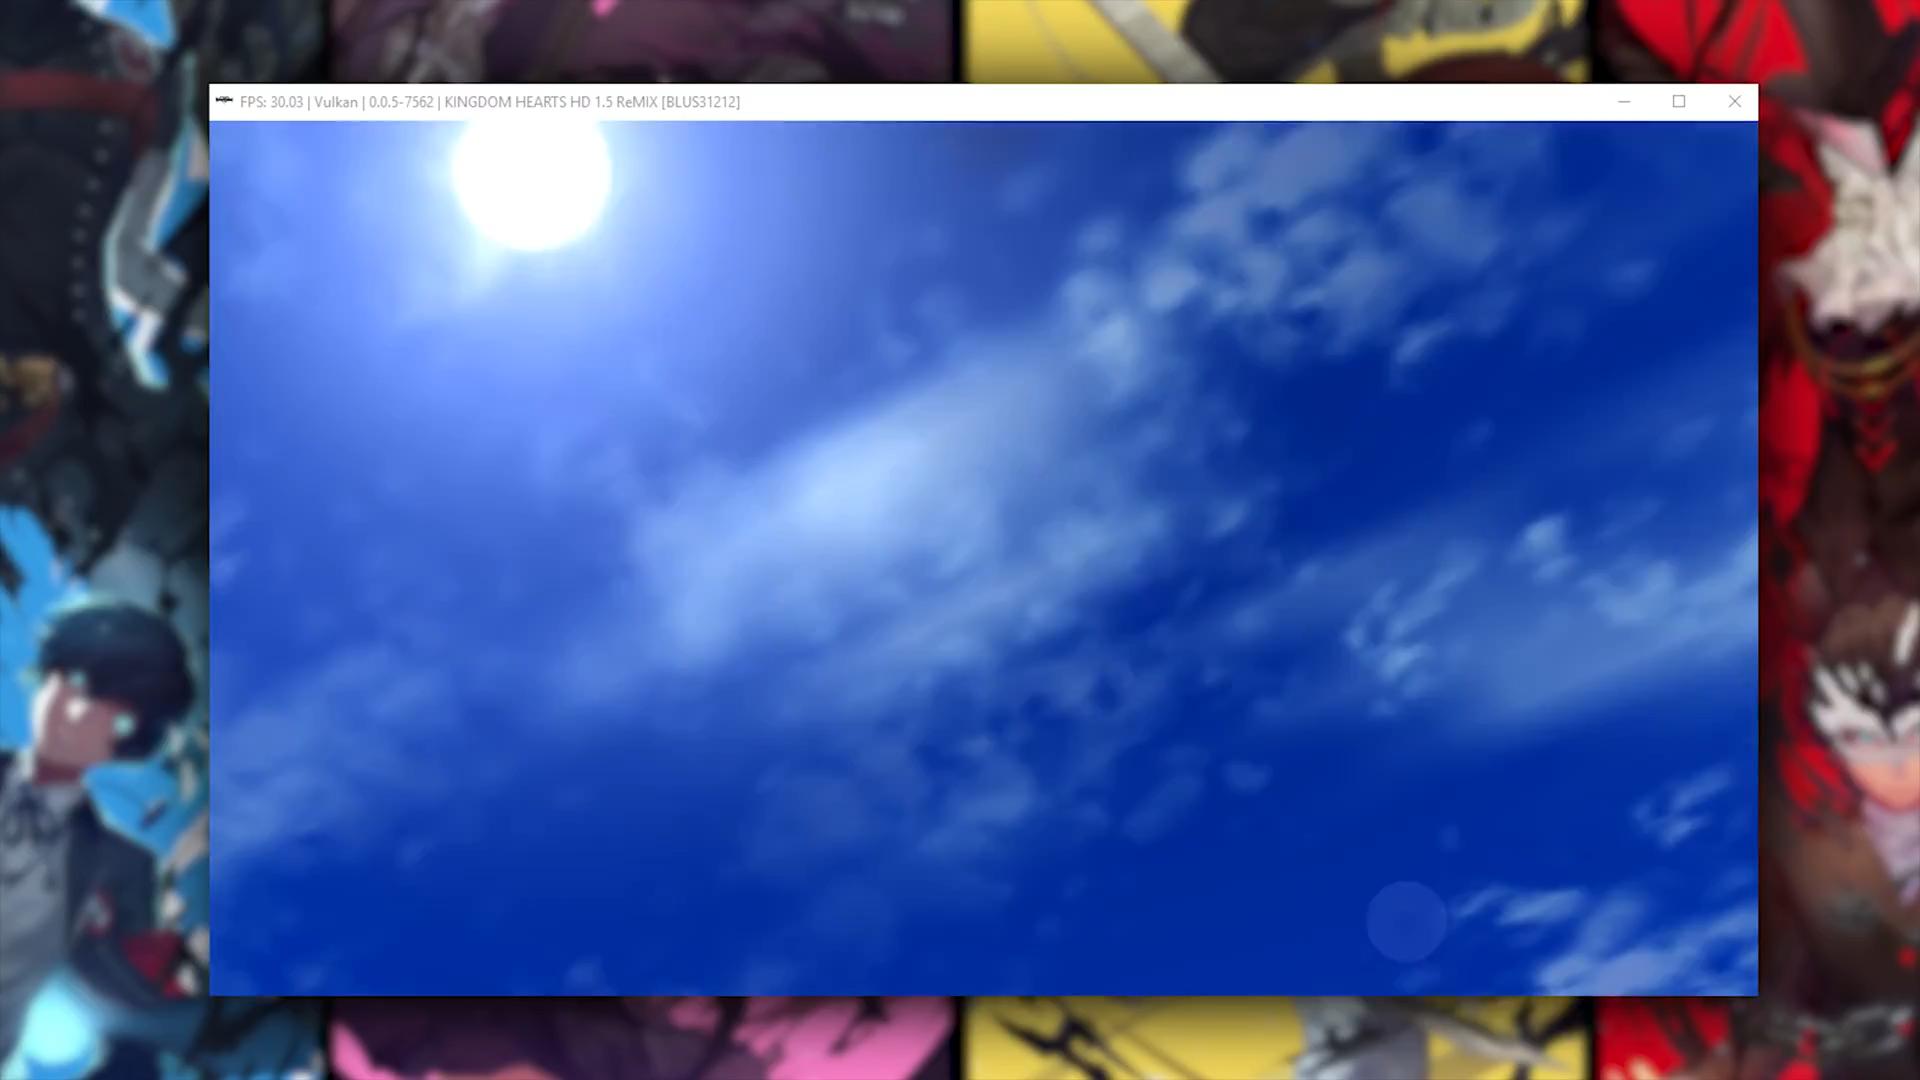 FPS: 30.03 | Vulkan | 0.0.5-7562 | KINGDOM HEARTS HD 1.5 ReMIX [BLUS31212]